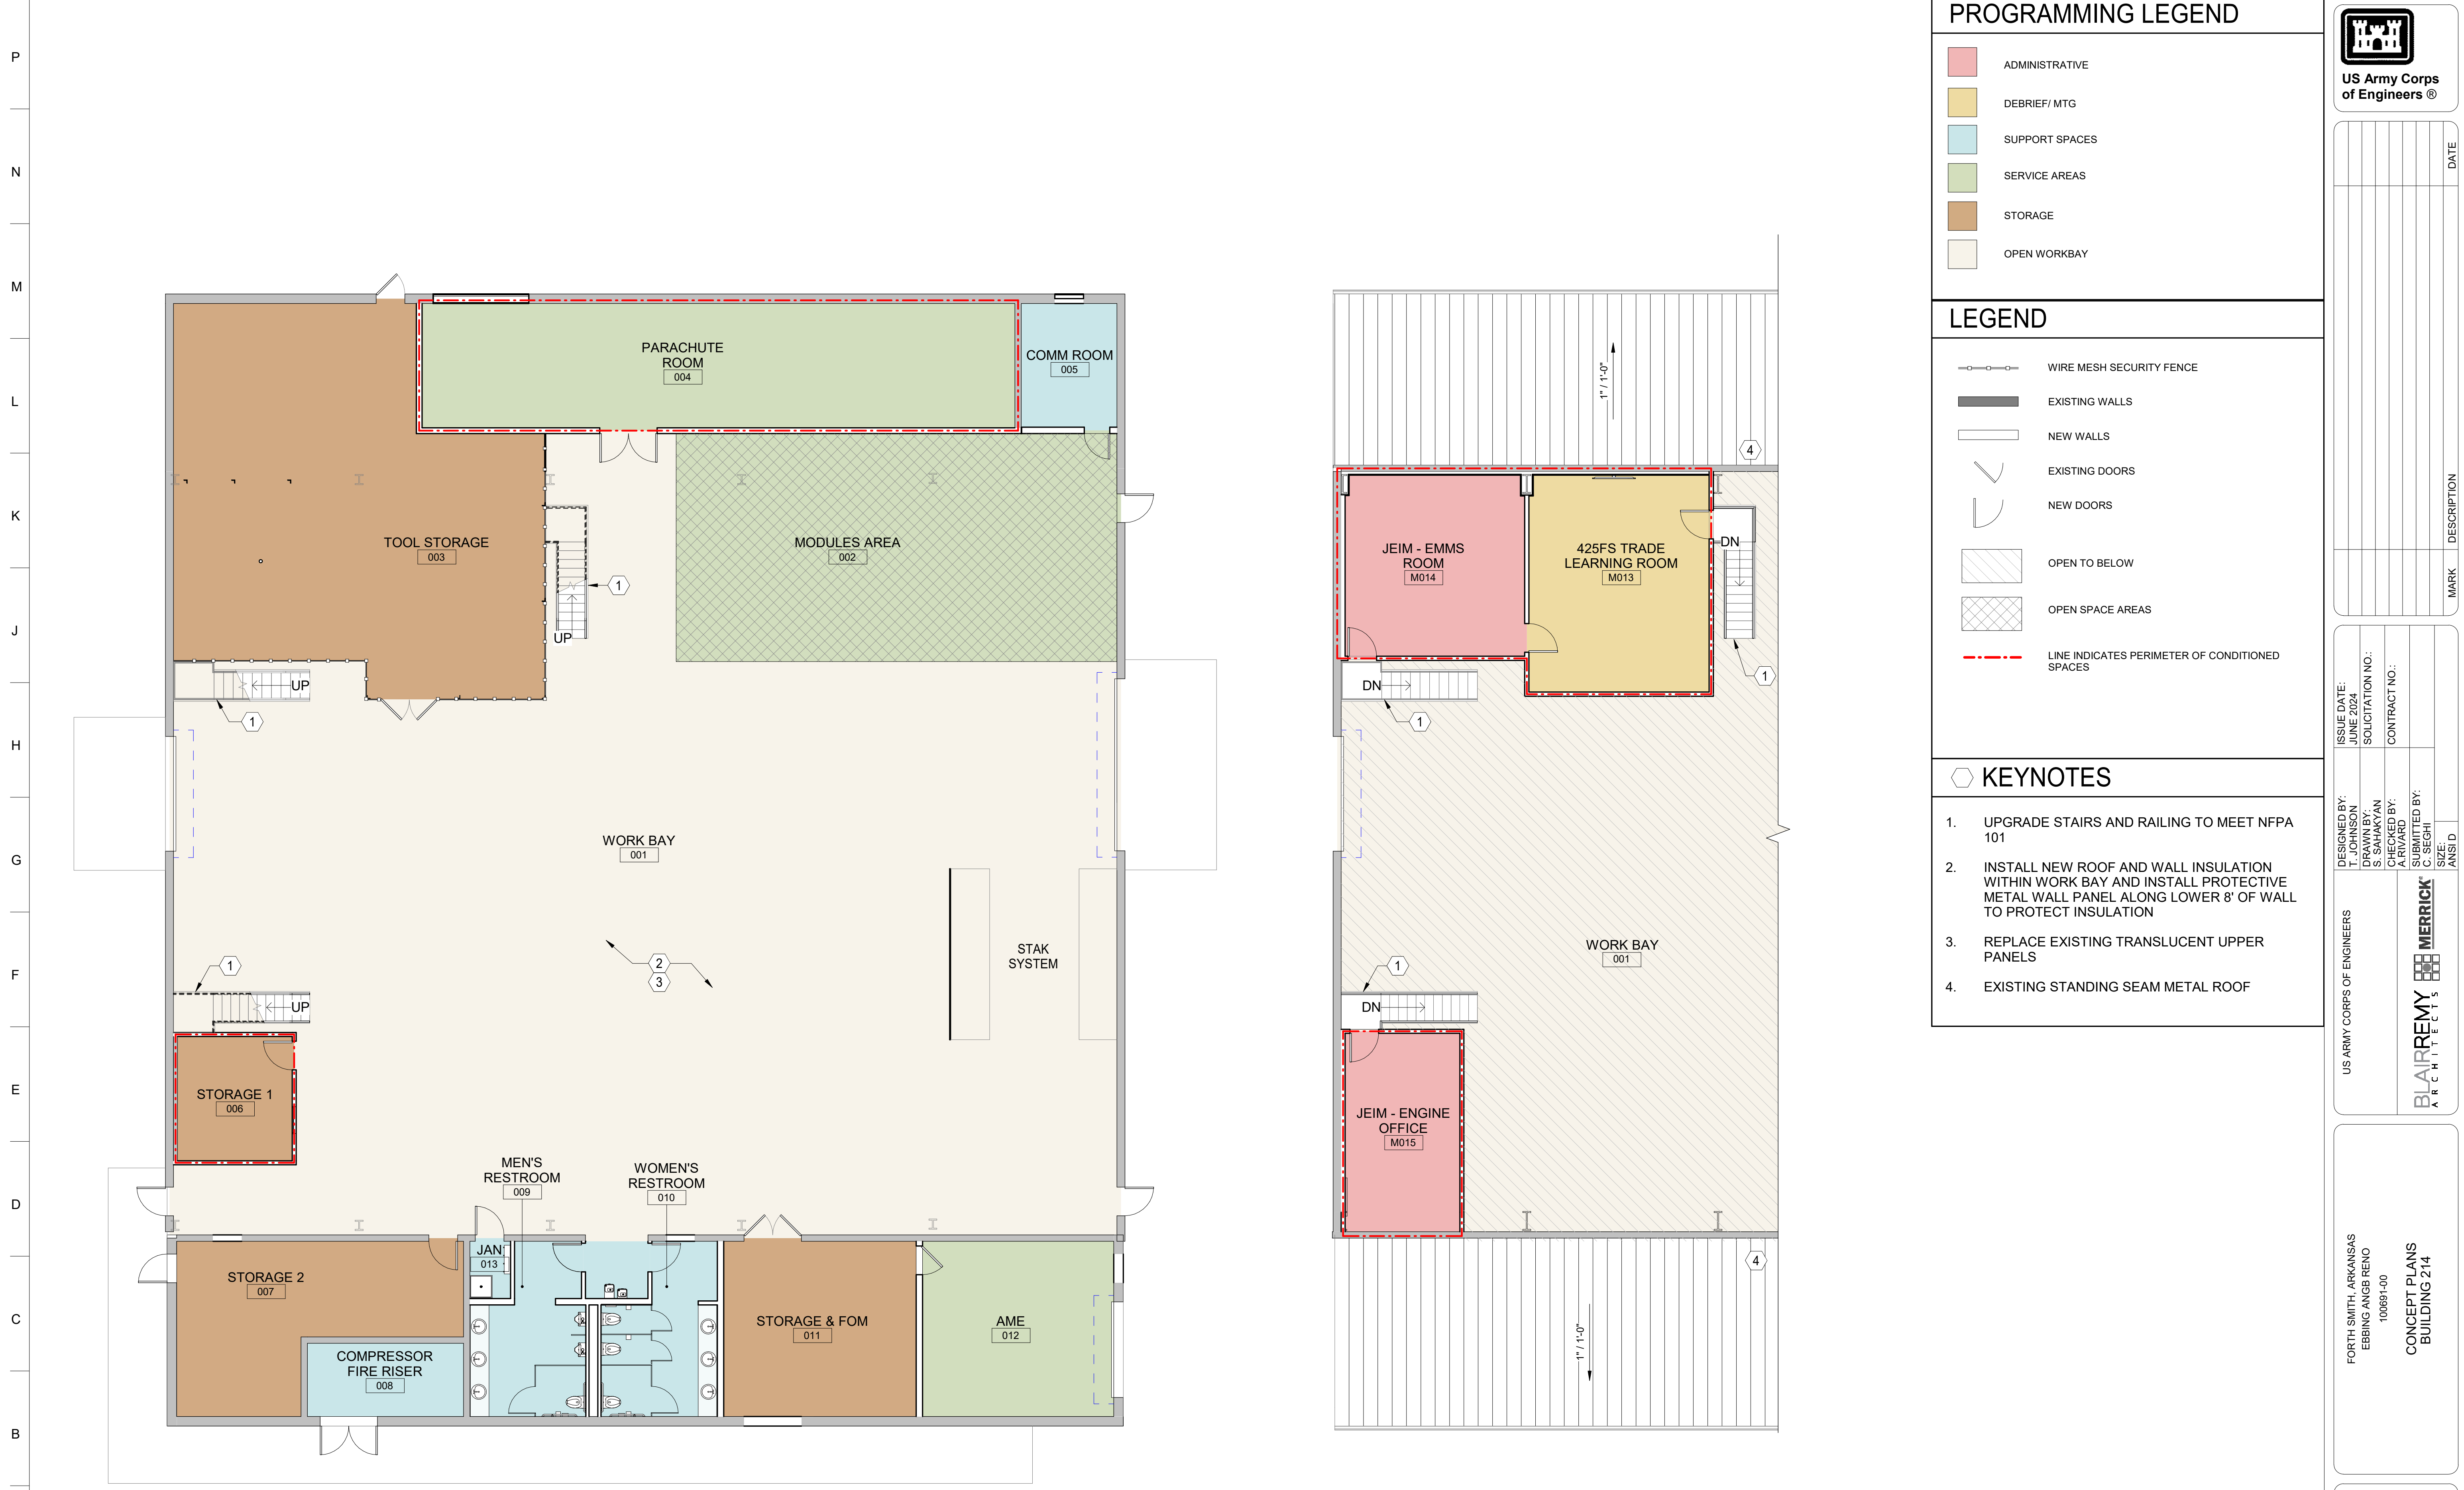 P
N
M
L
K
J
H
G
F
E
D
C
B
PARACHUTE
ROOM
004
COMM ROOM
005
TOOL STORAGE
003
MODULES AREA
002
1
UP
UP
1
WORK BAY
001
STAK
SYSTEM
2
3
1
UP
STORAGE 1
006
MEN'S
RESTROOM
009
WOMEN'S
RESTROOM
010
JAN
013
STORAGE 2
007
COMPRESSOR
FIRE RISER
008
STORAGE & FOM
011
AME
012
1" / 1'-0"
4
JEIM - EMMS
ROOM
M014
425FS TRADE
LEARNING ROOM
M013
DN
1
DN
1
WORK BAY
001
1
DN
JEIM - ENGINE
OFFICE
M015
4
1" / 1'-0"
PROGRAMMING LEGEND
ADMINISTRATIVE
DEBRIEF/ MTG
SUPPORT SPACES
SERVICE AREAS
STORAGE
OPEN WORKBAY
LEGEND
WIRE MESH SECURITY FENCE
EXISTING WALLS
NEW WALLS
EXISTING DOORS
NEW DOORS
OPEN TO BELOW
OPEN SPACE AREAS
LINE INDICATES PERIMETER OF CONDITIONED
SPACES
KEYNOTES
1. UPGRADE STAIRS AND RAILING TO MEET NFPA
101
2. INSTALL NEW ROOF AND WALL INSULATION
WITHIN WORK BAY AND INSTALL PROTECTIVE
METAL WALL PANEL ALONG LOWER 8' OF WALL
TO PROTECT INSULATION
3. REPLACE EXISTING TRANSLUCENT UPPER
PANELS
4. EXISTING STANDING SEAM METAL ROOF
US Army Corps
of Engineers ®
DATE
DESCRIPTION
MARK
ISSUE DATE:
JUNE 2024
SOLICITATION NO.:
CONTRACT NO.:
DESIGNED BY:
T. JOHNSON
DRAWN BY:
S. SAHAKYAN
CHECKED BY:
A.RIVARD
SUBMITTED BY:
C. SEGHI
SIZE:
ANSI D
US ARMY CORPS OF ENGINEERS
BLAIRREMY
ARCHITECTS
MERRICK®
FORTH SMITH, ARKANSAS
EBBING ANGB RENO
100691-00
CONCEPT PLANS
BUILDING 214